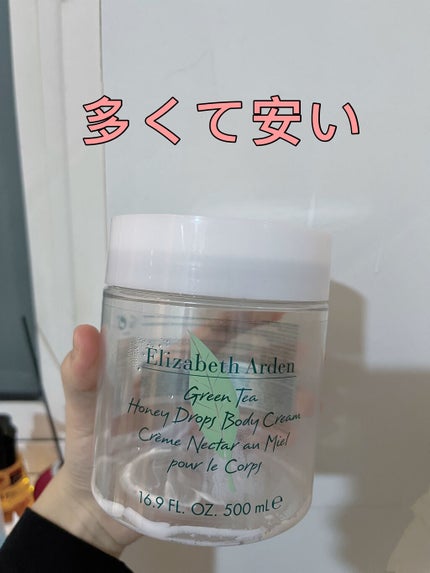 多くて安い
Elizabeth Arden
Green Tea
Honey Drops Body Cream
Crème Nectar au Miel
pour le Corps
16.9 FL. OZ. 500 mL℮